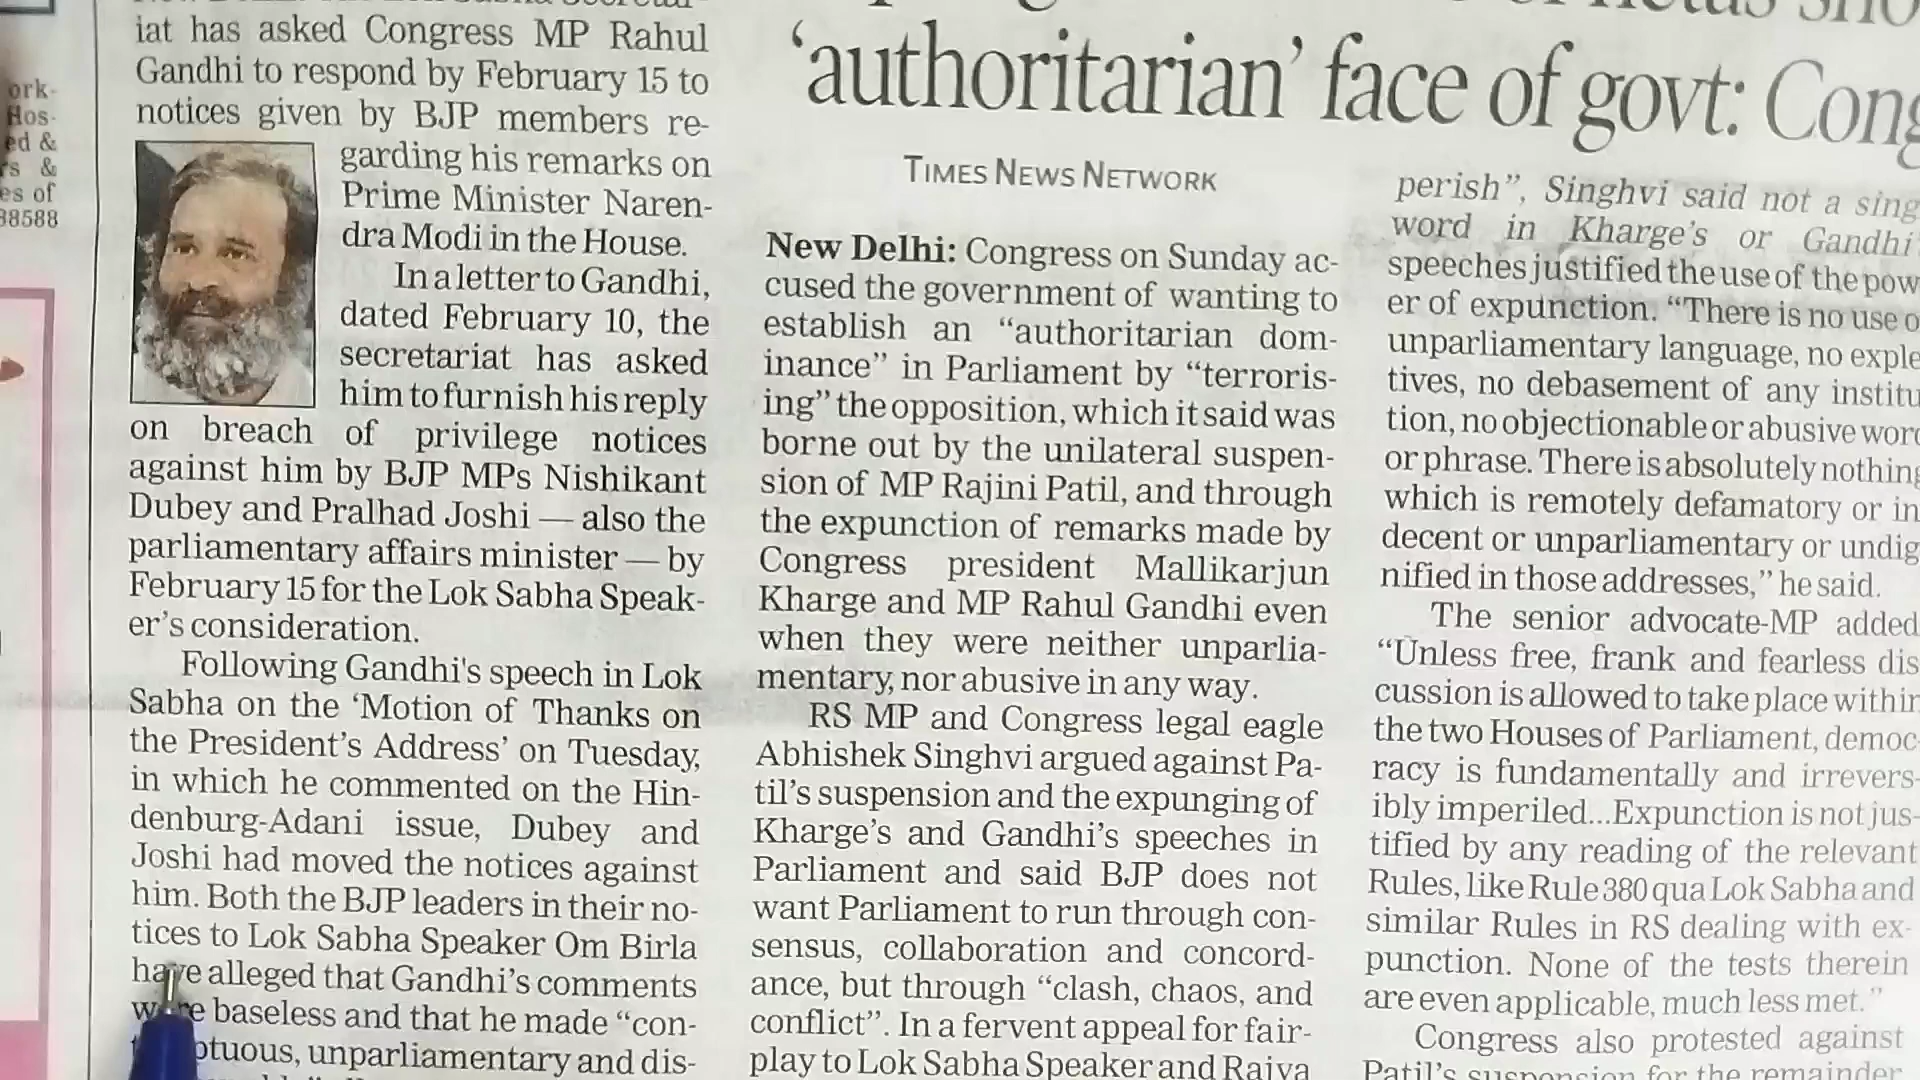 iat has asked Congress MP Rahul
Gandhi to respond by February 15 to
notices given by BJP members re-
garding his remarks on
Prime Minister Naren-
dra Modi in the House.
In a letter to Gandhi,
dated February 10, the
secretariat has asked
him to furnish his reply
on breach of privilege notices
against him by BJP MPs Nishikant
Dubey and Pralhad Joshi — also the
parliamentary affairs minister — by
February 15 for the Lok Sabha Speak-
er's consideration.
Following Gandhi's speech in Lok
Sabha on the 'Motion of Thanks on
the President's Address' on Tuesday,
in which he commented on the Hin-
denburg-Adani issue, Dubey and
Joshi had moved the notices against
him. Both the BJP leaders in their no-
tices to Lok Sabha Speaker Om Birla
have alleged that Gandhi's comments
were baseless and that he made "con-
ptuous, unparliamentary and dis-
'authoritarian' face of govt: Cong
TIMES NEWS NETWORK
New Delhi: Congress on Sunday ac-
cused the government of wanting to
establish an "authoritarian dom-
inance" in Parliament by "terroris-
ing" the opposition, which it said was
borne out by the unilateral suspen-
sion of MP Rajini Patil, and through
the expunction of remarks made by
Congress president Mallikarjun
Kharge and MP Rahul Gandhi even
when they were neither unparlia-
mentary, nor abusive in any way.
RS MP and Congress legal eagle
Abhishek Singhvi argued against Pa-
til's suspension and the expunging of
Kharge's and Gandhi's speeches in
Parliament and said BJP does not
want Parliament to run through con-
sensus, collaboration and concord-
ance, but through "clash, chaos, and
conflict". In a fervent appeal for fair-
play to Lok Sabha Speaker and Rajya
perish", Singhvi said not a sing
word in Kharge's or Gandhi'
speeches justified the use of the pow
er of expunction. "There is no use o
unparliamentary language, no exple
tives, no debasement of any institu
tion, no objectionable or abusive word
or phrase. There is absolutely nothing
which is remotely defamatory or in
decent or unparliamentary or undig
nified in those addresses," he said.
The senior advocate-MP added
"Unless free, frank and fearless dis
cussion is allowed to take place within
the two Houses of Parliament, democ-
racy is fundamentally and irrevers-
ibly imperiled...Expunction is not jus-
tified by any reading of the relevant
Rules, like Rule 380 qua Lok Sabha and
similar Rules in RS dealing with ex-
punction. None of the tests therein
are even applicable, much less met."
Congress also protested against
Patil's suspension for the remainder
ork-
Hos-
ed &
rs &
es of
38588